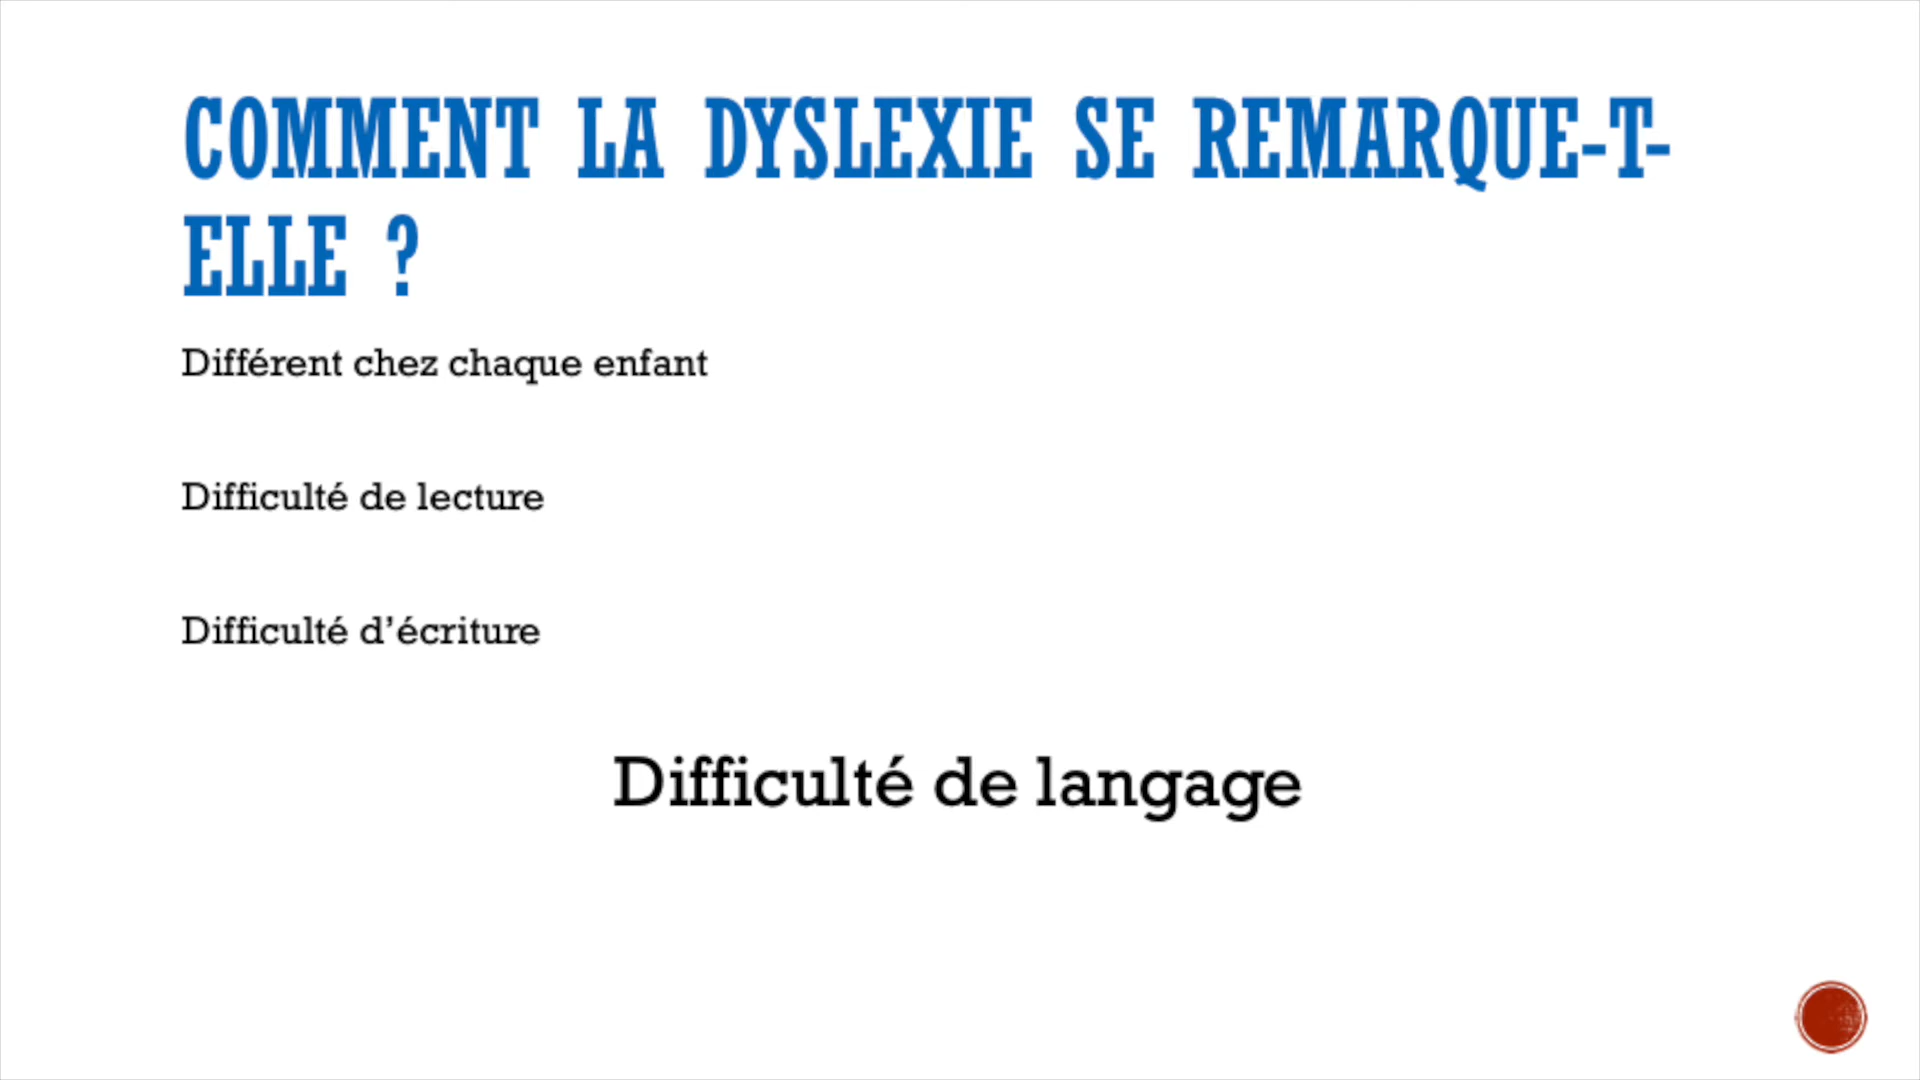 COMMENT LA DYSLEXIE SE REMARQUE-T-
ELLE ?
Différent chez chaque enfant
Difficulté de lecture
Difficulté d’écriture
Difficulté de langage